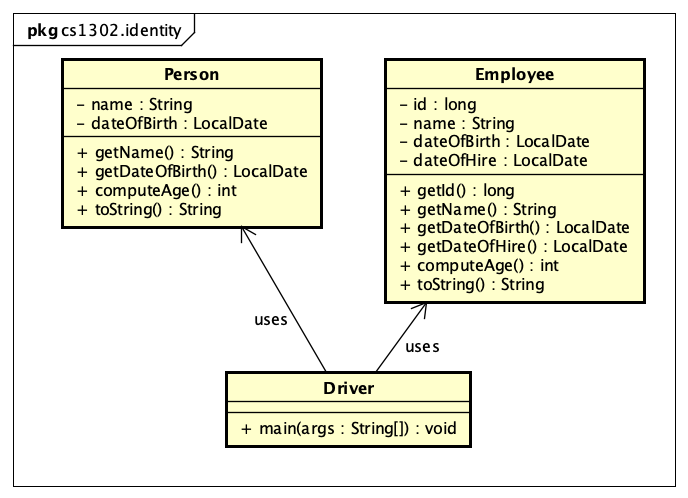 pkg cs1302.identity
Person
- name : String
- dateOfBirth : LocalDate
+ getName() : String
+ getDateOfBirth() : LocalDate
+ computeAge() : int
+ toString() : String
Employee
- id : long
- name : String
- dateOfBirth : LocalDate
- dateOfHire : LocalDate
+ getId() : long
+ getName() : String
+ getDateOfBirth() : LocalDate
+ getDateOfHire() : LocalDate
+ computeAge() : int
+ toString() : String
uses
uses
Driver
+ main(args : String[]) : void